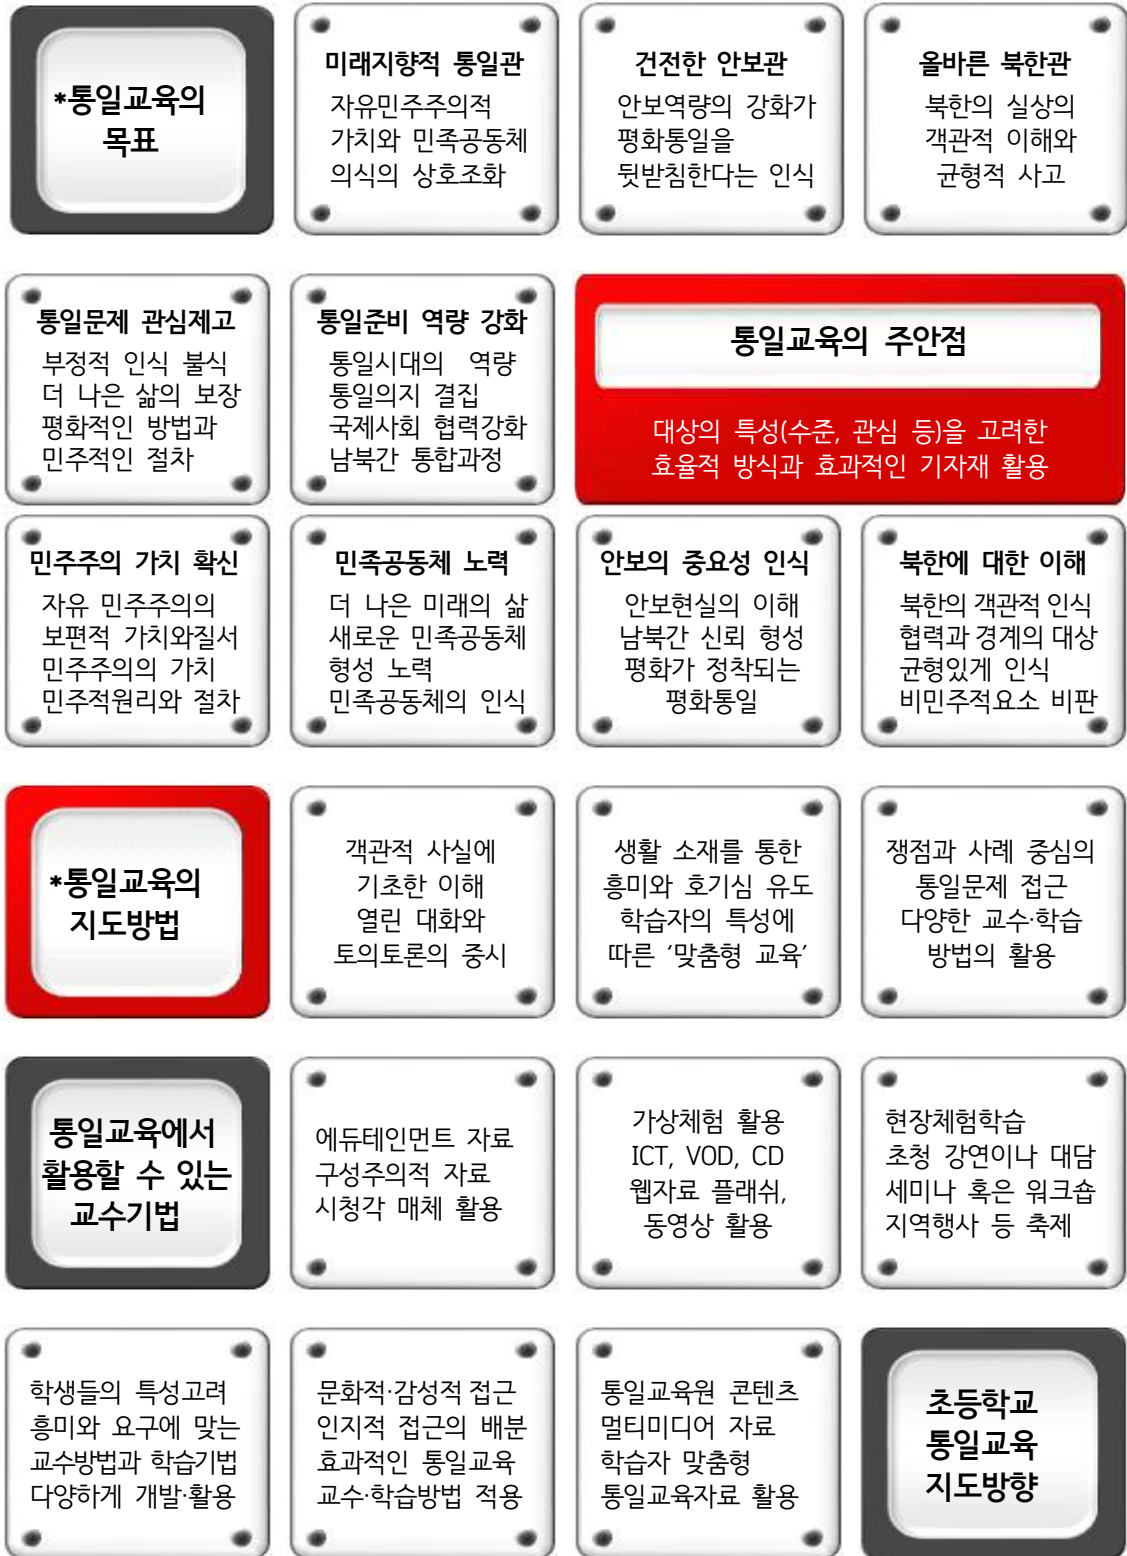 *통일교육의
목표
미래지향적 통일관
자유민주주의적
가치와 민족공동체
의식의 상호조화
건전한 안보관
안보역량의 강화가
평화통일을
뒷받침한다는 인식
올바른 북한관
북한의 실상의
객관적 이해와
균형적 사고
통일문제 관심제고
부정적 인식 불식
더 나은 삶의 보장
평화적인 방법과
민주적인 절차
통일준비 역량 강화
통일시대의 역량
통일의지 결집
국제사회 협력강화
남북간 통합과정
통일교육의 주안점
대상의 특성(수준, 관심 등)을 고려한
효율적 방식과 효과적인 기자재 활용
민주주의 가치 확신
자유 민주주의의
보편적 가치와질서
민주주의의 가치
민주적원리와 절차
민족공동체 노력
더 나은 미래의 삶
새로운 민족공동체
형성 노력
민족공동체의 인식
안보의 중요성 인식
안보현실의 이해
남북간 신뢰 형성
평화가 정착되는
평화통일
북한에 대한 이해
북한의 객관적 인식
협력과 경계의 대상
균형있게 인식
비민주적요소 비판
*통일교육의
지도방법
객관적 사실에
기초한 이해
열린 대화와
토의토론의 중시
생활 소재를 통한
흥미와 호기심 유도
학습자의 특성에
따른 ‘맞춤형 교육’
쟁점과 사례 중심의
통일문제 접근
다양한 교수·학습
방법의 활용
통일교육에서
활용할 수 있는
교수기법
에듀테인먼트 자료
구성주의적 자료
시청각 매체 활용
가상체험 활용
ICT, VOD, CD
웹자료 플래쉬,
동영상 활용
현장체험학습
초청 강연이나 대담
세미나 혹은 워크숍
지역행사 등 축제
학생들의 특성고려
흥미와 요구에 맞는
교수방법과 학습기법
다양하게 개발·활용
문화적·감성적 접근
인지적 접근의 배분
효과적인 통일교육
교수·학습방법 적용
통일교육원 콘텐츠
멀티미디어 자료
학습자 맞춤형
통일교육자료 활용
초등학교
통일교육
지도방향